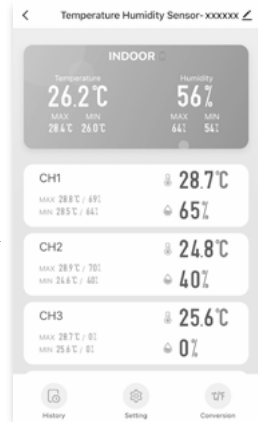 Temperature Humidity Sensor- xxxxxx
INDOOR
Temperature Humidity
26.2℃ 56%
MAX MIN MAX MIN
28.4℃ 26.0℃ 64% 54%
CH1 28.7℃
MAX 28.8℃ / 69%
MIN 28.5℃ / 64% 65%
CH2 24.8℃
MAX 28.9℃ / 70%
MIN 24.6℃ / 40% 40%
CH3 25.6℃
MAX 28.7℃ / 0%
MIN 25.6℃ / 0% 0%
℃/℉
History Setting Conversion